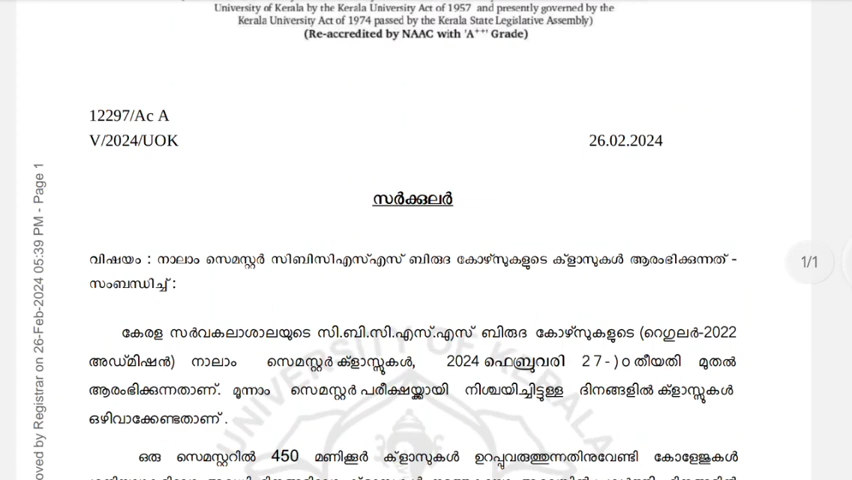 University of Kerala by the Kerala University Act of 1957 and presently governed by the
Kerala University Act of 1974 passed by the Kerala State Legislative Assembly)
(Re-accredited by NAAC with 'A++' Grade)
12297/Ac A
V/2024/UOK
26.02.2024
സർക്കുലർ
വിഷയം : നാലാം സെമസ്റ്റർ സിബിസിഎസ്എസ് ബിരുദ കോഴ്സുകളുടെ ക്ളാസുകൾ ആരംഭിക്കുന്നത് -
സംബന്ധിച്ച് :
കേരള സർവകലാശാലയുടെ സി.ബി.സി.എസ്.എസ് ബിരുദ കോഴ്സുകളുടെ (റെഗുലർ-2022
അഡ്മിഷൻ) നാലാം സെമസ്റ്റർ ക്ളാസ്സുകൾ, 2024 ഫെബ്രുവരി 27-)o തീയതി മുതൽ
ആരംഭിക്കുന്നതാണ്. മൂന്നാം സെമസ്റ്റർ പരീക്ഷയ്ക്കായി നിശ്ചയിച്ചിട്ടുള്ള ദിനങ്ങളിൽ ക്ളാസ്സുകൾ
ഒഴിവാക്കേണ്ടതാണ് .
ഒരു സെമസ്റ്ററിൽ 450 മണിക്കൂർ ക്ളാസുകൾ ഉറപ്പുവരുത്തുന്നതിനുവേണ്ടി കോളേജുകൾ
oved by Registrar on 26-Feb-2024 05:39 PM - Page 1
1/1
UNIVERSITY OF KERALA